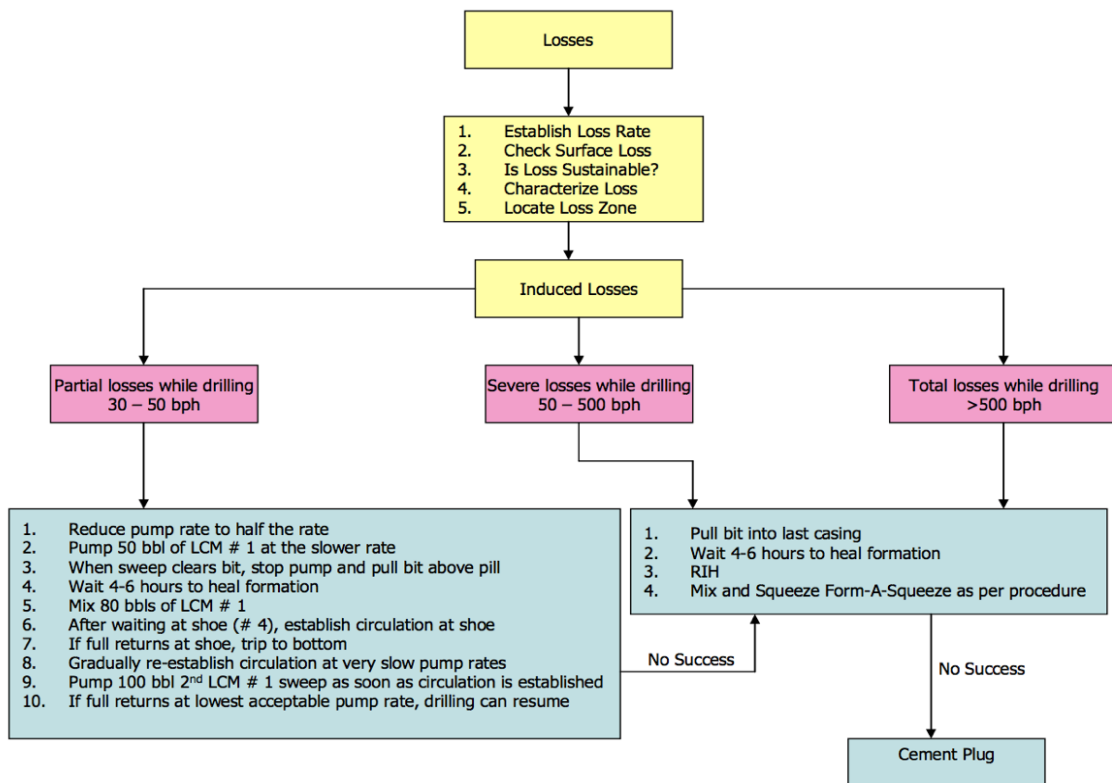 Losses
1. Establish Loss Rate
2. Check Surface Loss
3. Is Loss Sustainable?
4. Characterize Loss
5. Locate Loss Zone
Induced Losses
Partial losses while drilling
30 – 50 bph
Severe losses while drilling
50 – 500 bph
Total losses while drilling
>500 bph
1. Reduce pump rate to half the rate
2. Pump 50 bbl of LCM # 1 at the slower rate
3. When sweep clears bit, stop pump and pull bit above pill
4. Wait 4-6 hours to heal formation
5. Mix 80 bbls of LCM # 1
6. After waiting at shoe (# 4), establish circulation at shoe
7. If full returns at shoe, trip to bottom
8. Gradually re-establish circulation at very slow pump rates
9. Pump 100 bbl 2nd LCM # 1 sweep as soon as circulation is established
10. If full returns at lowest acceptable pump rate, drilling can resume
No Success
1. Pull bit into last casing
2. Wait 4-6 hours to heal formation
3. RIH
4. Mix and Squeeze Form-A-Squeeze as per procedure
No Success
Cement Plug